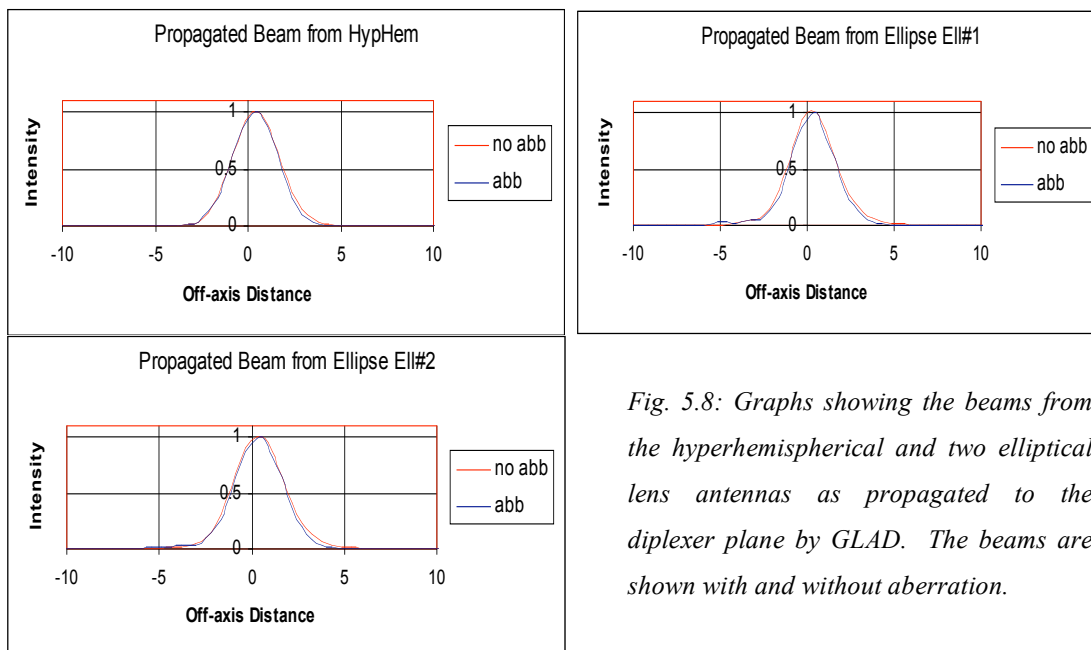 Propagated Beam from HypHem
Intensity
1
0.5
0
-10 -5 0 5 10
Off-axis Distance
no abb
abb
Propagated Beam from Ellipse Ell#1
Intensity
1
0.5
0
-10 -5 0 5 10
Off-axis Distance
no abb
abb
Propagated Beam from Ellipse Ell#2
Intensity
1
0.5
0
-10 -5 0 5 10
Off-axis Distance
no abb
abb
Fig. 5.8: Graphs showing the beams from
the hyperhemispherical and two elliptical
lens antennas as propagated to the
diplexer plane by GLAD. The beams are
shown with and without aberration.